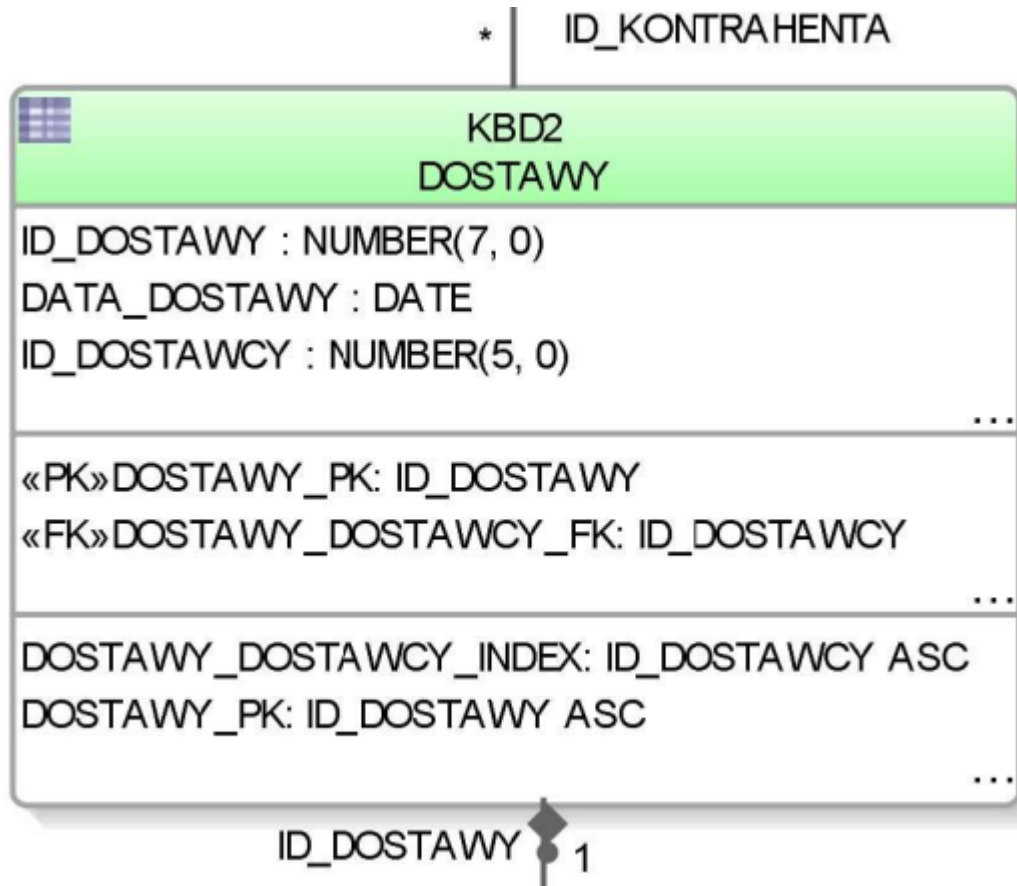 * ID_KONTRAHENTA
KBD2
DOSTAWY
ID_DOSTAWY : NUMBER(7, 0)
DATA_DOSTAWY : DATE
ID_DOSTAWCY : NUMBER(5, 0)
...
«PK»DOSTAWY_PK: ID_DOSTAWY
«FK»DOSTAWY_DOSTAWCY_FK: ID_DOSTAWCY
...
DOSTAWY_DOSTAWCY_INDEX: ID_DOSTAWCY ASC
DOSTAWY_PK: ID_DOSTAWY ASC
...
ID_DOSTAWY 1